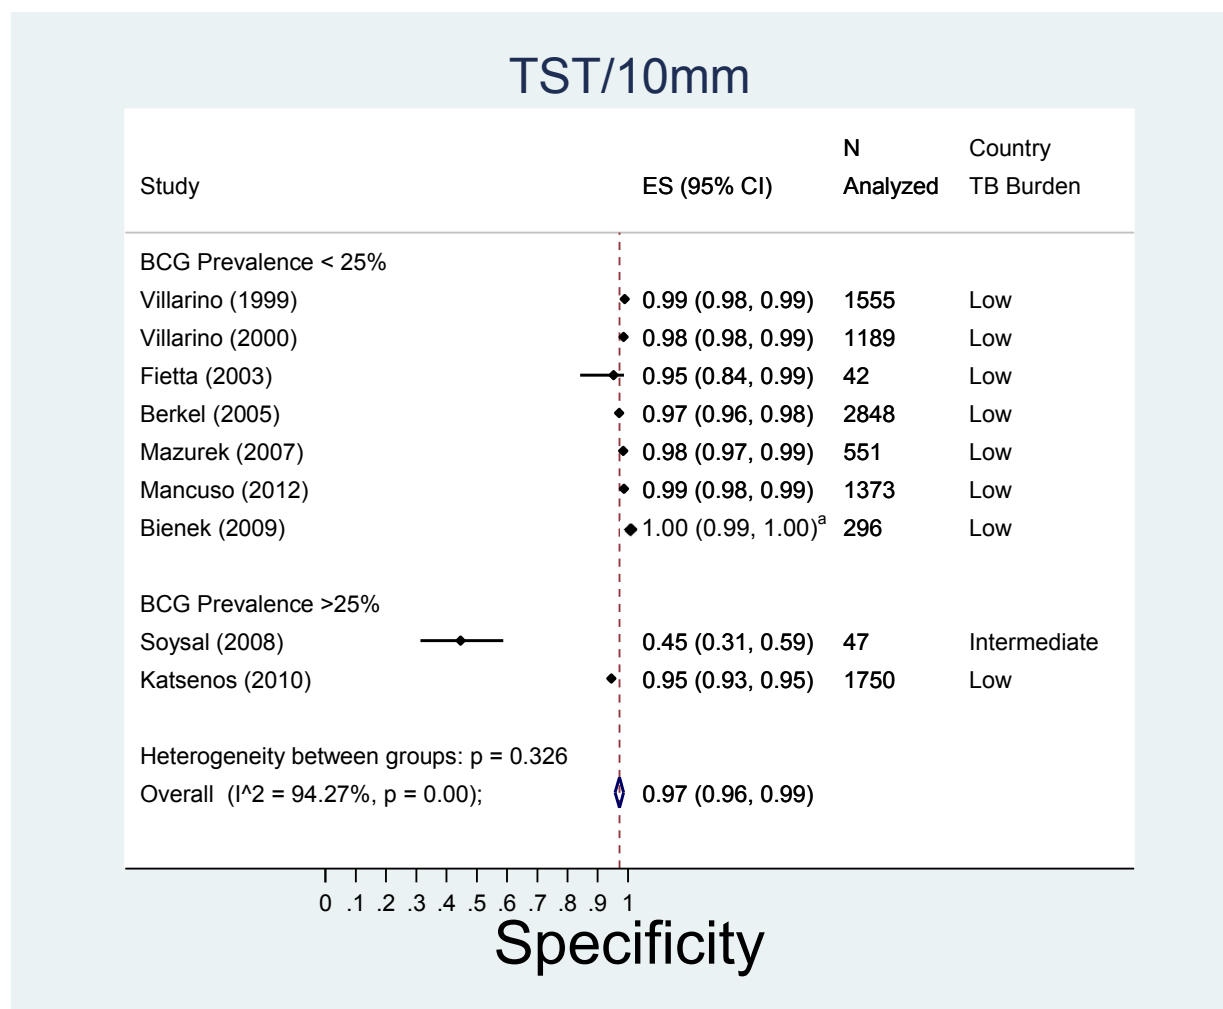 TST/10mm
N Country
Study ES (95% CI) Analyzed TB Burden
BCG Prevalence < 25%
Villarino (1999) 0.99 (0.98, 0.99) 1555 Low
Villarino (2000) 0.98 (0.98, 0.99) 1189 Low
Fietta (2003) 0.95 (0.84, 0.99) 42 Low
Berkel (2005) 0.97 (0.96, 0.98) 2848 Low
Mazurek (2007) 0.98 (0.97, 0.99) 551 Low
Mancuso (2012) 0.99 (0.98, 0.99) 1373 Low
Bienek (2009) 1.00 (0.99, 1.00)a 296 Low
BCG Prevalence >25%
Soysal (2008) 0.45 (0.31, 0.59) 47 Intermediate
Katsenos (2010) 0.95 (0.93, 0.95) 1750 Low
Heterogeneity between groups: p = 0.326
Overall (I^2 = 94.27%, p = 0.00); 0.97 (0.96, 0.99)
0 .1 .2 .3 .4 .5 .6 .7 .8 .9 1
Specificity